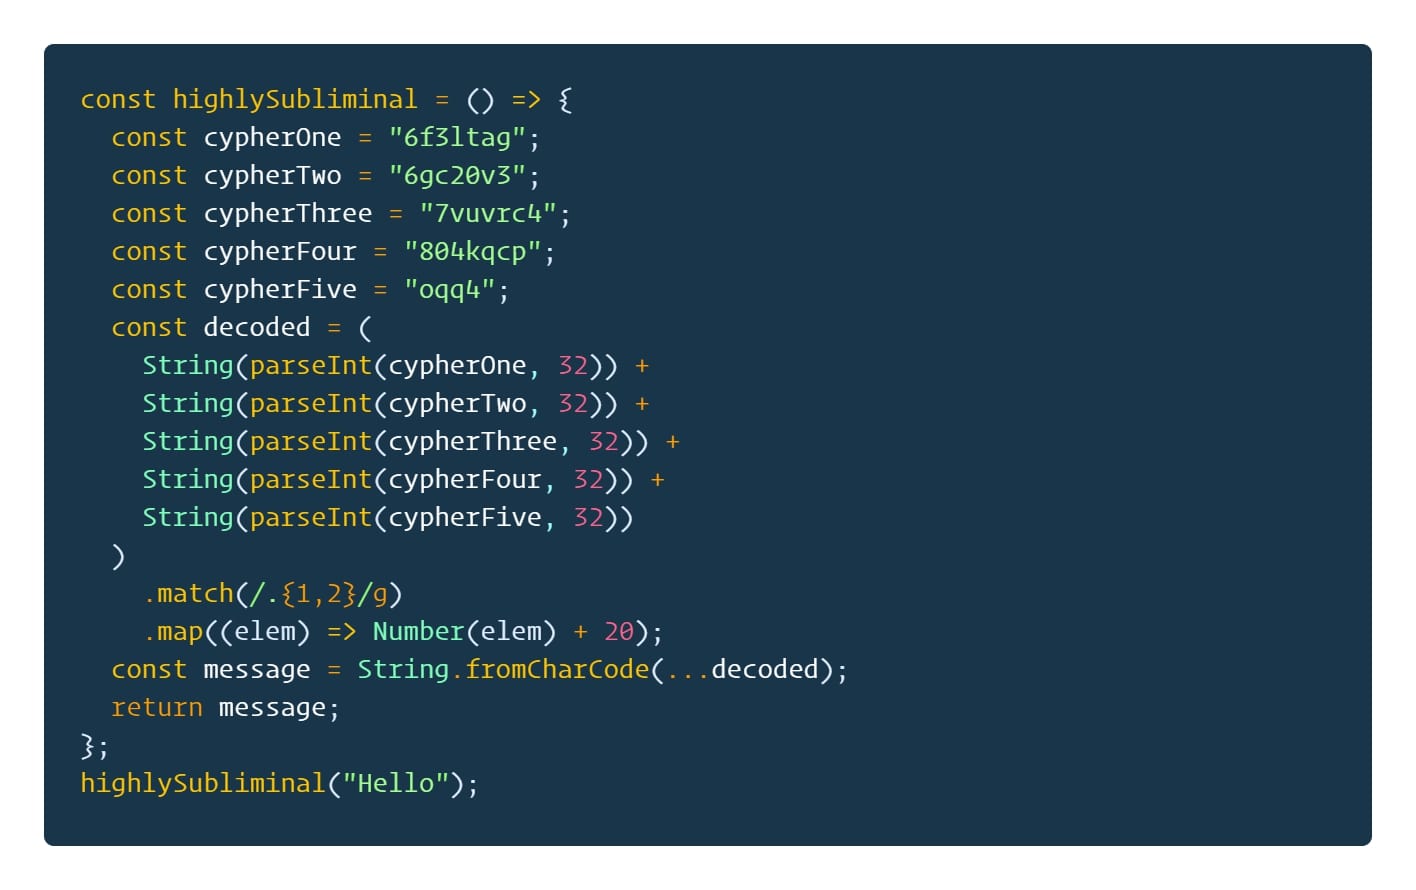 const highlySubliminal = () => {
const cypherOne = "6f3ltag";
const cypherTwo = "6gc20v3";
const cypherThree = "7vuvrc4";
const cypherFour = "804kqcp";
const cypherFive = "oqq4";
const decoded = (
String(parseInt(cypherOne, 32)) +
String(parseInt(cypherTwo, 32)) +
String(parseInt(cypherThree, 32)) +
String(parseInt(cypherFour, 32)) +
String(parseInt(cypherFive, 32))
)
.match(/.{1,2}/g)
.map((elem) => Number(elem) + 20);
const message = String.fromCharCode(...decoded);
return message;
};
highlySubliminal("Hello");